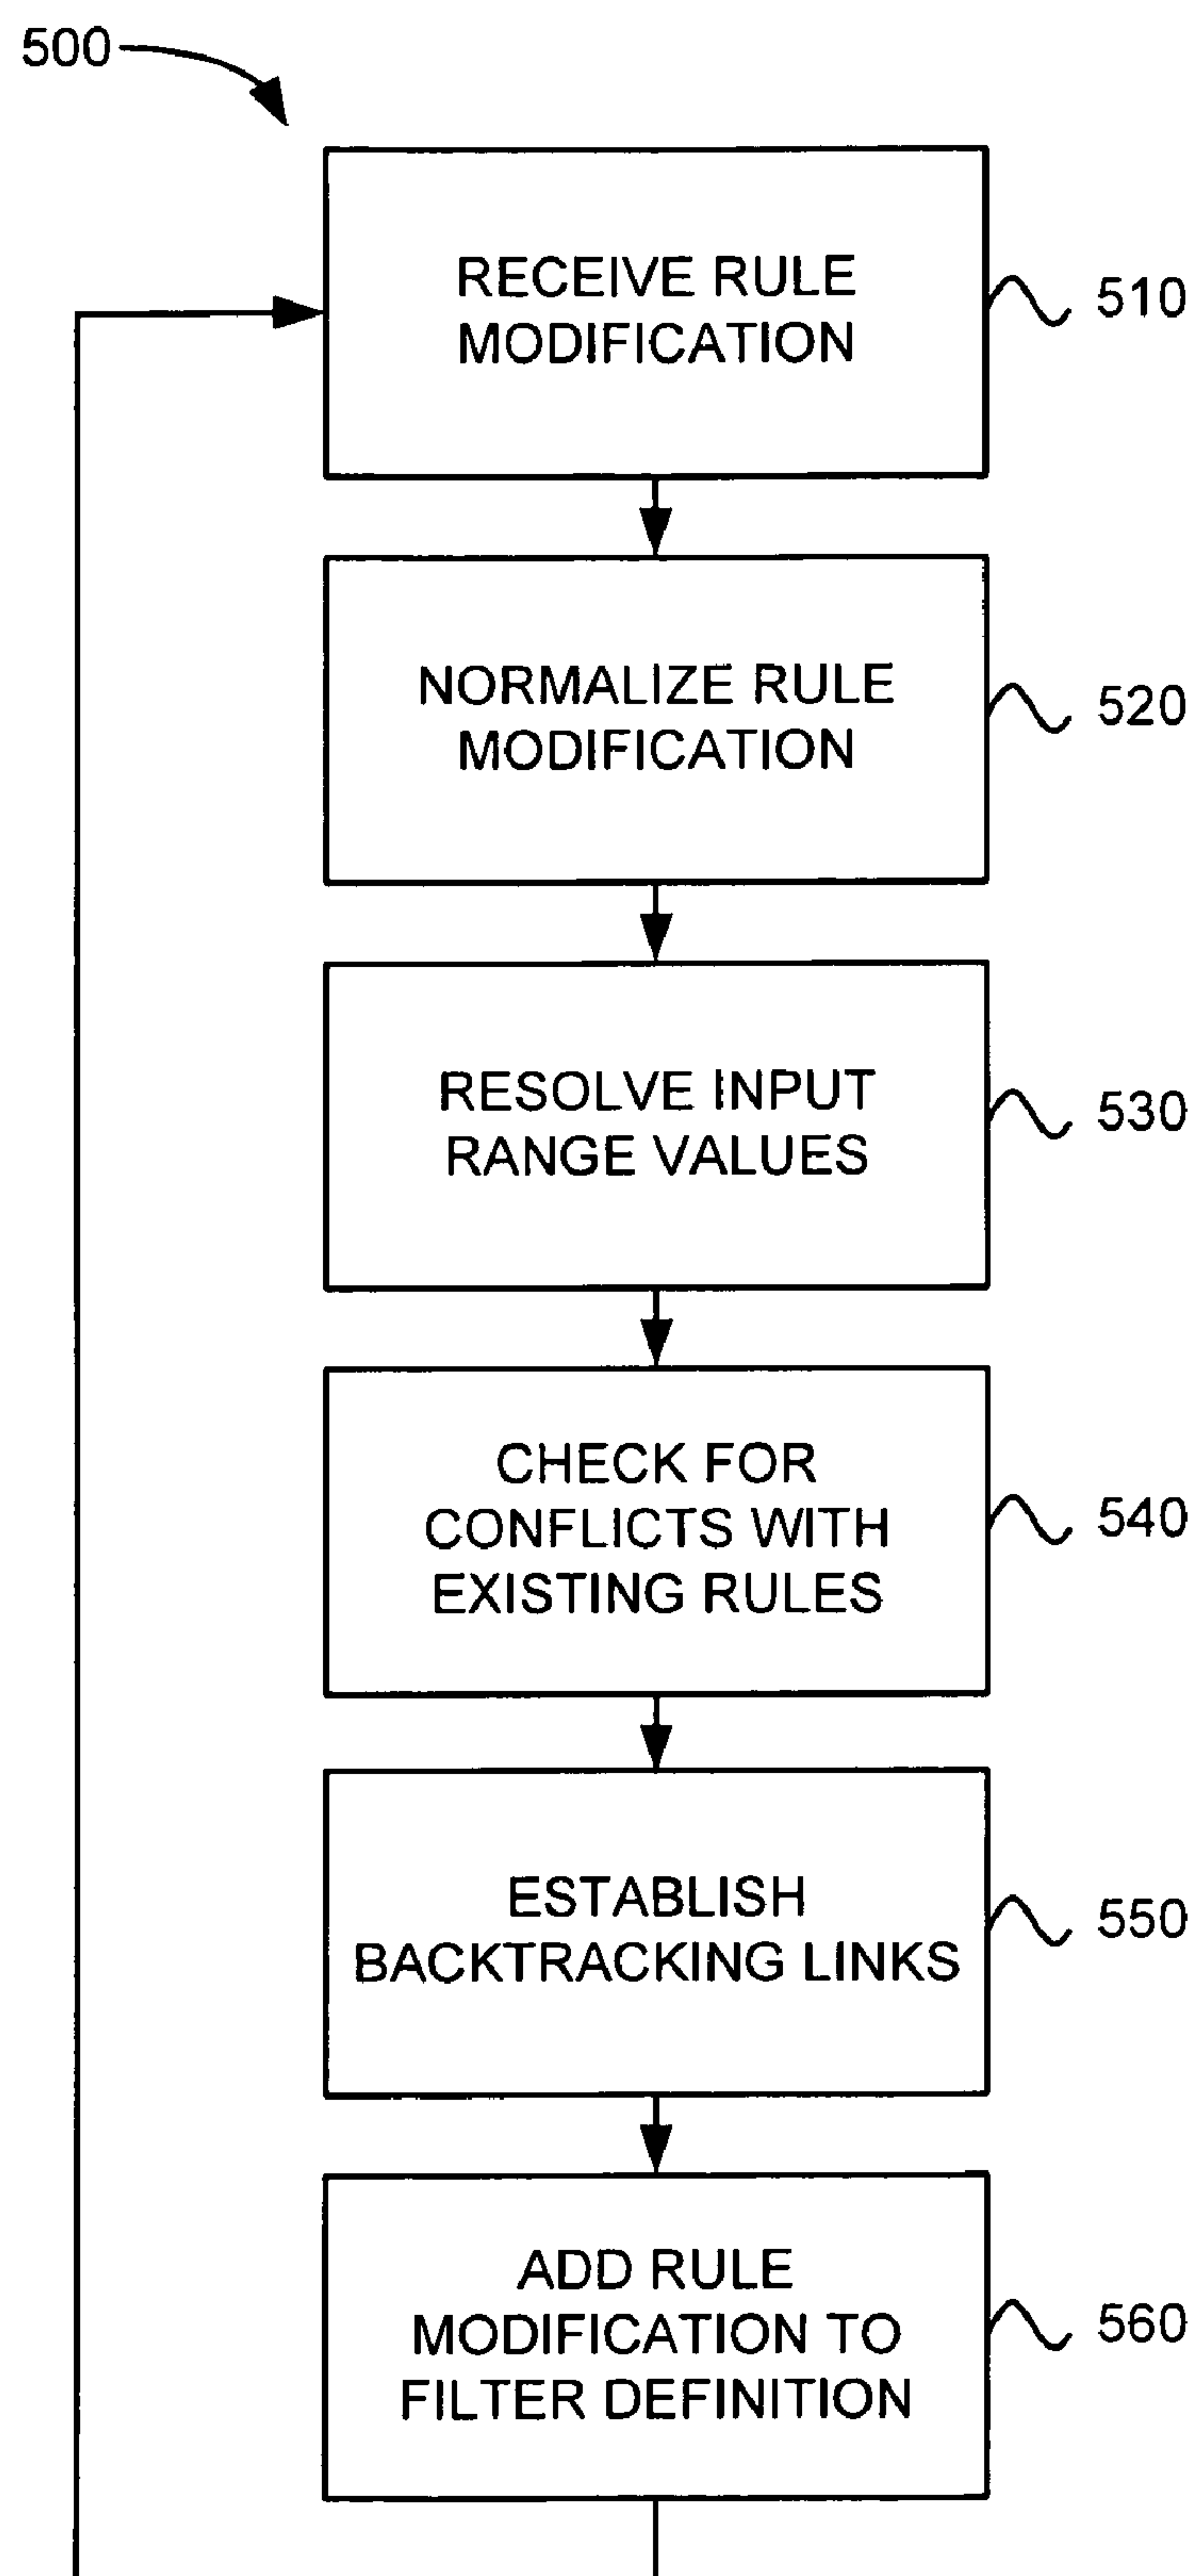 500
RECEIVE RULE
MODIFICATION
510
NORMALIZE RULE
MODIFICATION
520
RESOLVE INPUT
RANGE VALUES
530
CHECK FOR
CONFLICTS WITH
EXISTING RULES
540
ESTABLISH
BACKTRACKING LINKS
550
ADD RULE
MODIFICATION TO
FILTER DEFINITION
560